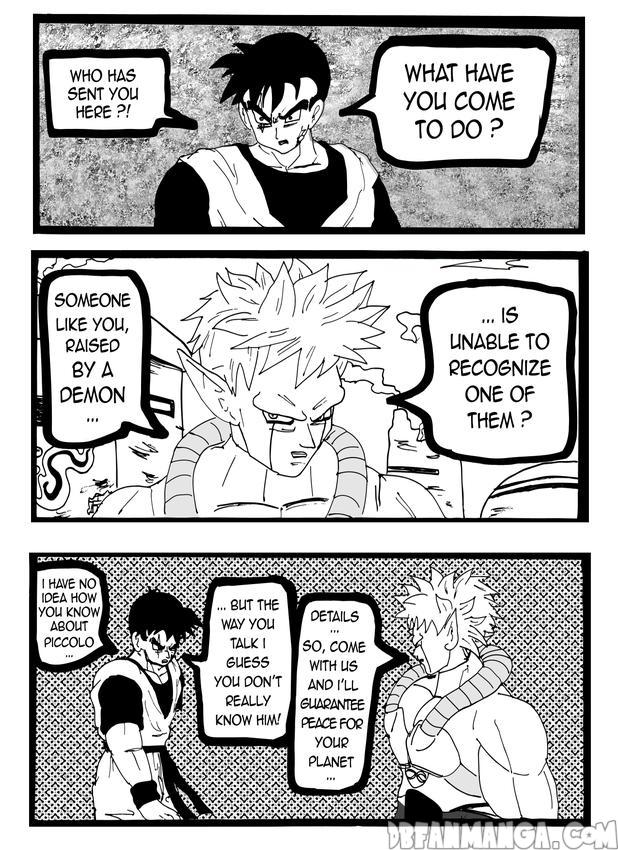 WHO HAS
SENT YOU
HERE ?!
WHAT HAVE
YOU COME
TO DO ?
SOMEONE
LIKE YOU,
RAISED
BY A
DEMON
...
... IS
UNABLE TO
RECOGNIZE
ONE OF
THEM ?
I HAVE NO
IDEA HOW
YOU KNOW
ABOUT
PICCOLO
...
... BUT THE
WAY YOU
TALK I
GUESS
YOU DON'T
REALLY
KNOW HIM!
DETAILS
...
SO, COME
WITH US
AND I'LL
GUARANTEE
PEACE FOR
YOUR
PLANET
...
DBFANMANGA.COM